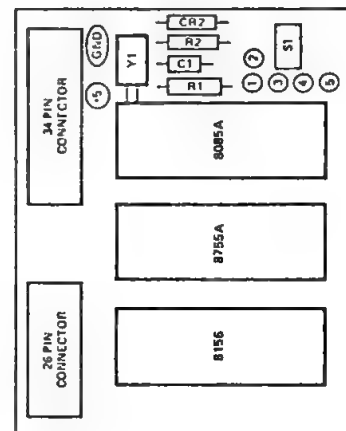 CR2
R2
C1
R1
Y1
GND
+5
S1
2
1
3
4
5
34 PIN
CONNECTOR
8085A
8755A
26 PIN
CONNECTOR
8156